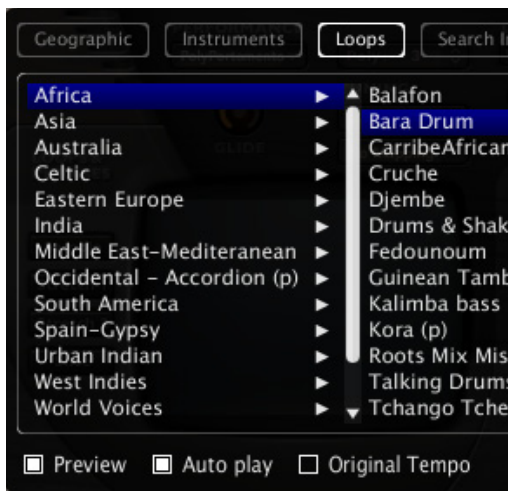 Geographic Instruments Loops Search
Africa
Asia
Australia
Celtic
Eastern Europe
India
Middle East-Mediteranean
Occidental - Accordion (p)
South America
Spain-Gypsy
Urban Indian
West Indies
World Voices
Balafon
Bara Drum
CarribeAfrican
Cruche
Djembe
Drums & Shak
Fedounoum
Guinean Tamb
Kalimba bass
Kora (p)
Roots Mix Mis
Talking Drums
Tchango Tche
GLIDE
Preview Auto play Original Tempo